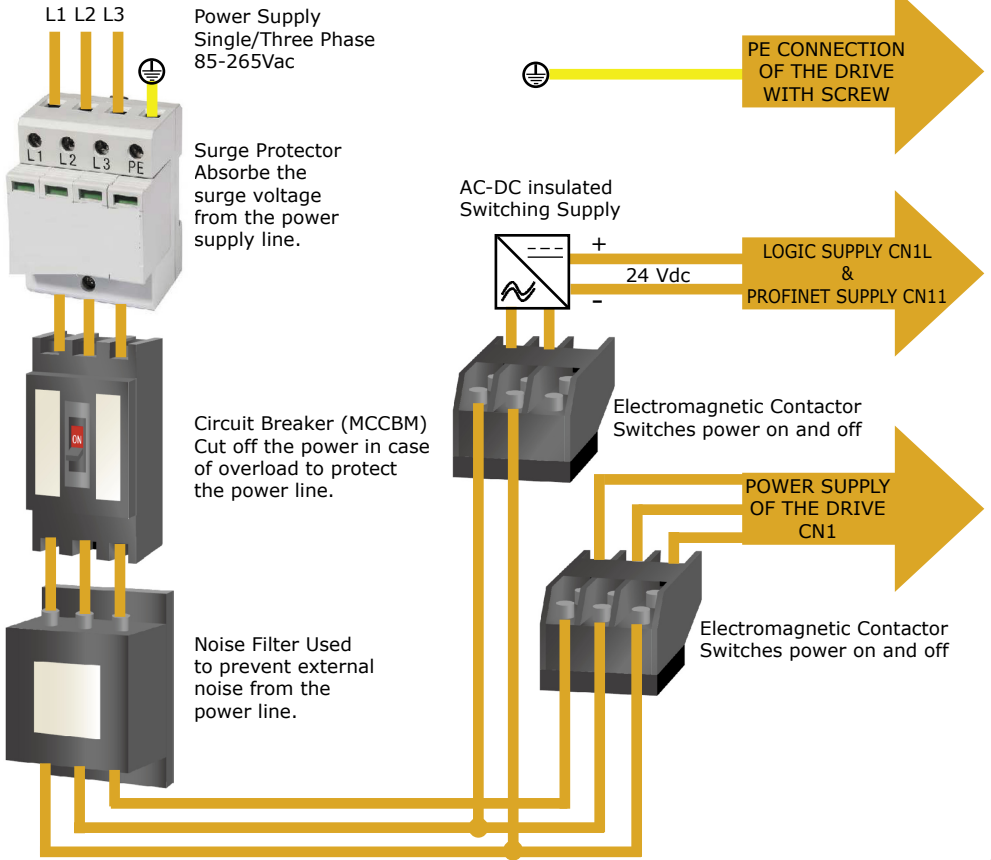 L1 L2 L3
Power Supply
Single/Three Phase
85-265Vac
PE CONNECTION
OF THE DRIVE
WITH SCREW
L1 L2 L3 PE
Surge Protector
Absorbe the
surge voltage
from the power
supply line.
AC-DC insulated
Switching Supply
+
24 Vdc
-
LOGIC SUPPLY CN1L
&
PROFINET SUPPLY CN11
Circuit Breaker (MCCBM)
Cut off the power in case
of overload to protect
the power line.
ON
Electromagnetic Contactor
Switches power on and off
POWER SUPPLY
OF THE DRIVE
CN1
Noise Filter Used
to prevent external
noise from the
power line.
Electromagnetic Contactor
Switches power on and off